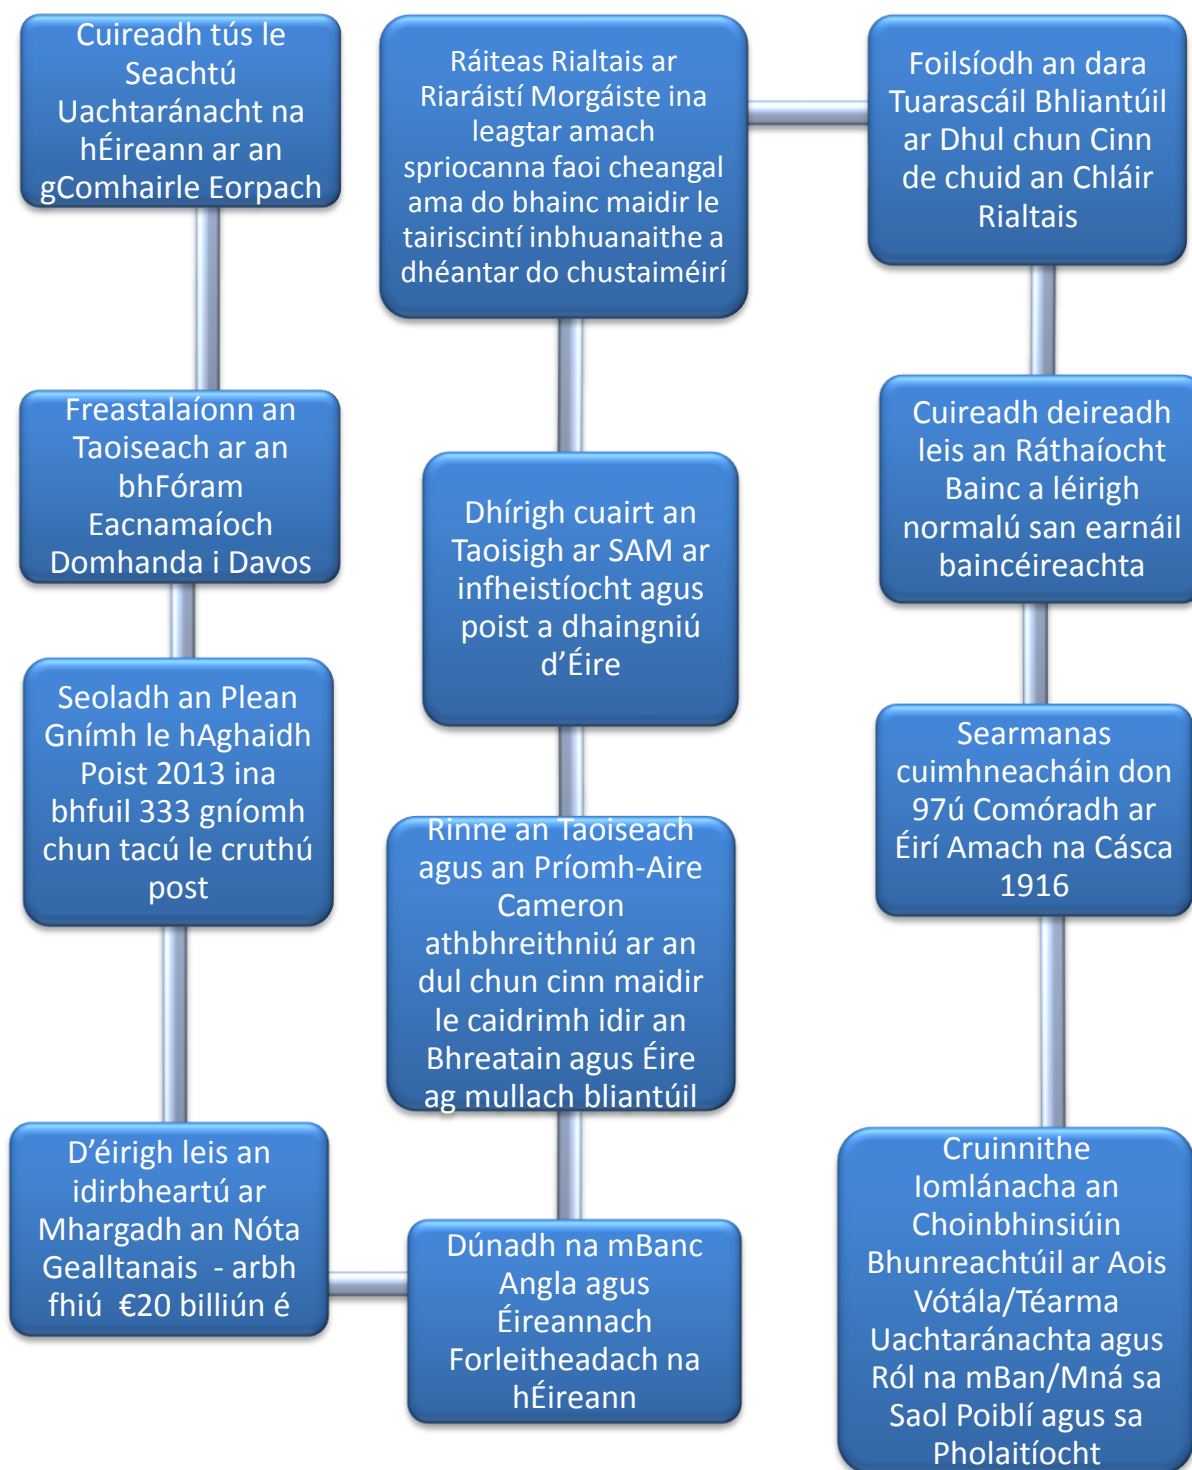 Cuireadh tús le
Seachtú
Uachtaránacht na
hÉireann ar an
gComhairle Eorpach
Freastalaíonn an
Taoiseach ar an
bhFóram
Eacnamaíoch
Domhanda i Davos
Seoladh an Plean
Gnímh le hAghaidh
Poist 2013 ina
bhfuil 333 gníomh
chun tacú le cruthú
post
D’éirigh leis an
idirbheartú ar
Mhargadh an Nóta
Gealltanais - arbh
fhiú €20 billiún é
Dúnadh na mBanc
Angla agus
Éireannach
Forleitheadach na
hÉireann
Rinne an Taoiseach
agus an Príomh-Aire
Cameron
athbhreithniú ar an
dul chun cinn maidir
le caidrimh idir an
Bhreatain agus Éire
ag mullach bliantúil
Dhírigh cuairt an
Taoisigh ar SAM ar
infheistíocht agus
poist a dhaingniú
d’Éire
Ráiteas Rialtais ar
Riaráistí Morgáiste ina
leagtar amach
spriocanna faoi cheangal
ama do bhainc maidir le
tairiscintí inbhuanaithe a
dhéantar do chustaiméirí
Foilsíodh an dara
Tuarascáil Bhliantúil
ar Dhul chun Cinn
de chuid an Chláir
Rialtais
Cuireadh deireadh
leis an Ráthaíocht
Bainc a léirigh
normalú san earnáil
baincéireachta
Searmanas
cuimhneacháin don
97ú Comóradh ar
Éirí Amach na Cásca
1916
Cruinnithe
Iomlánacha an
Choinbhinsiúin
Bhunreachtúil ar Aois
Vótála/Téarma
Uachtaránachta agus
Ról na mBan/Mná sa
Saol Poiblí agus sa
Pholaitíocht